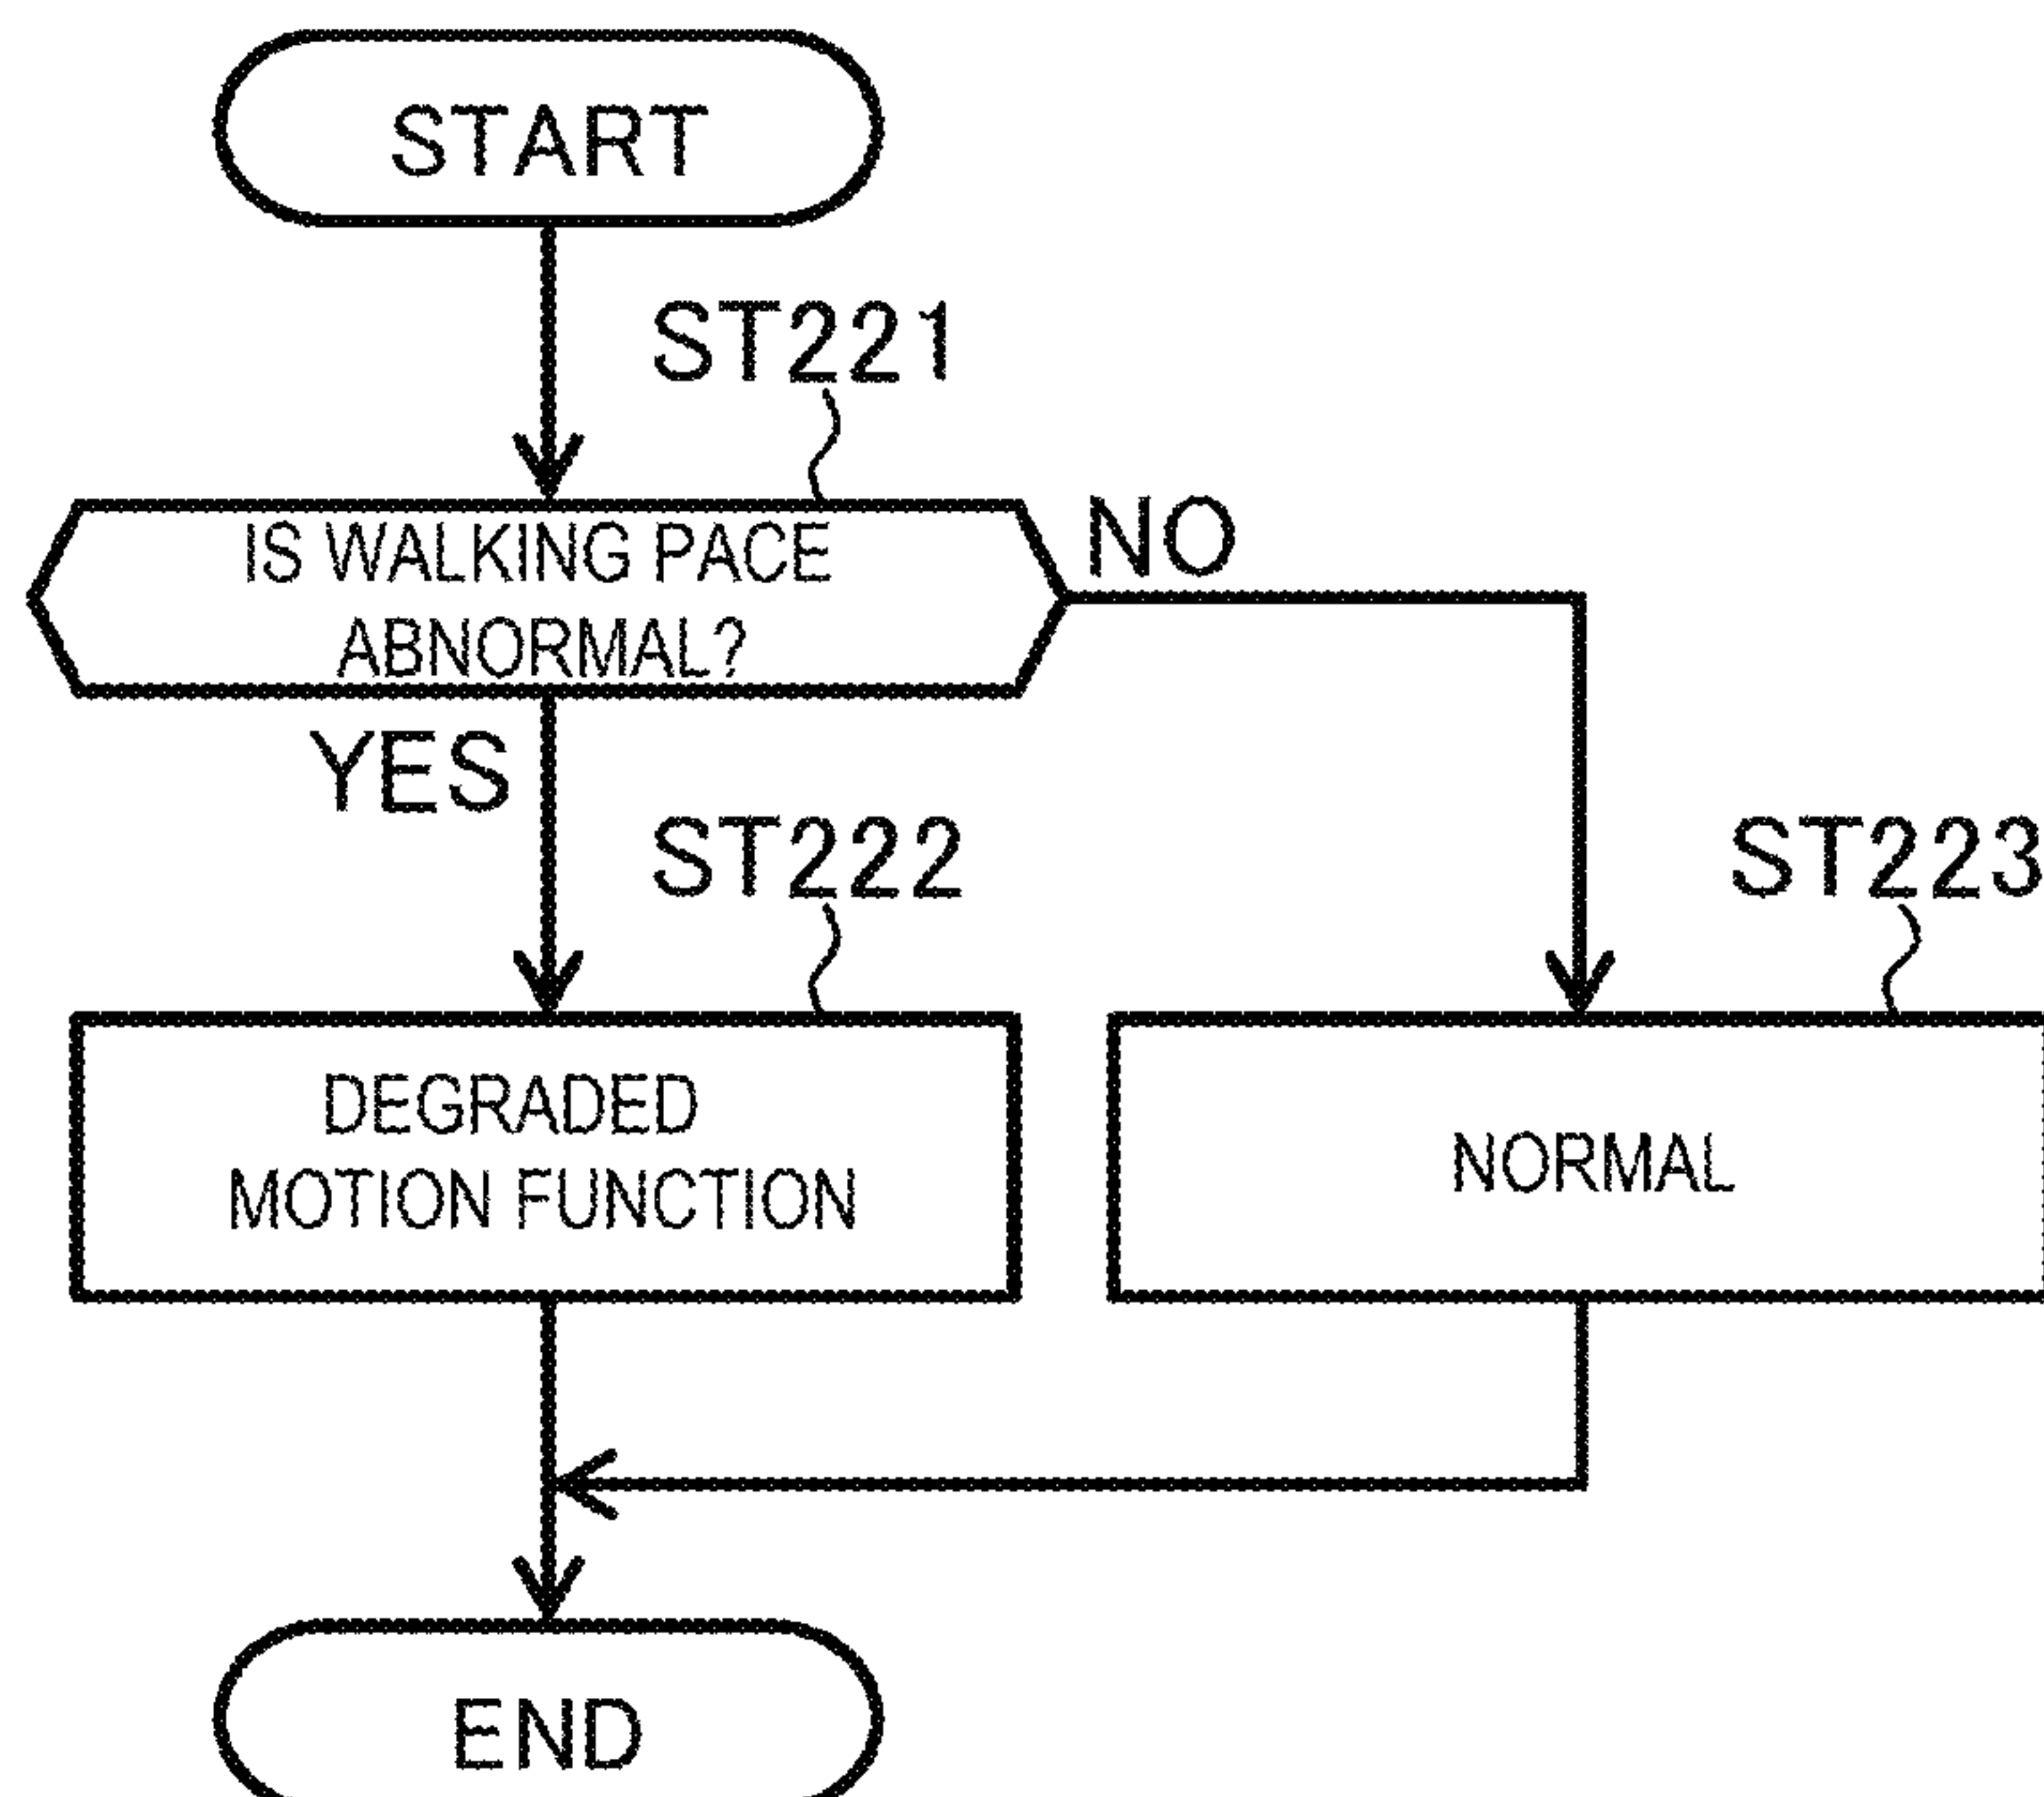 START
ST221
IS WALKING PACE
ABNORMAL?
NO
YES
ST222
ST223
DEGRADED
MOTION FUNCTION
NORMAL
END